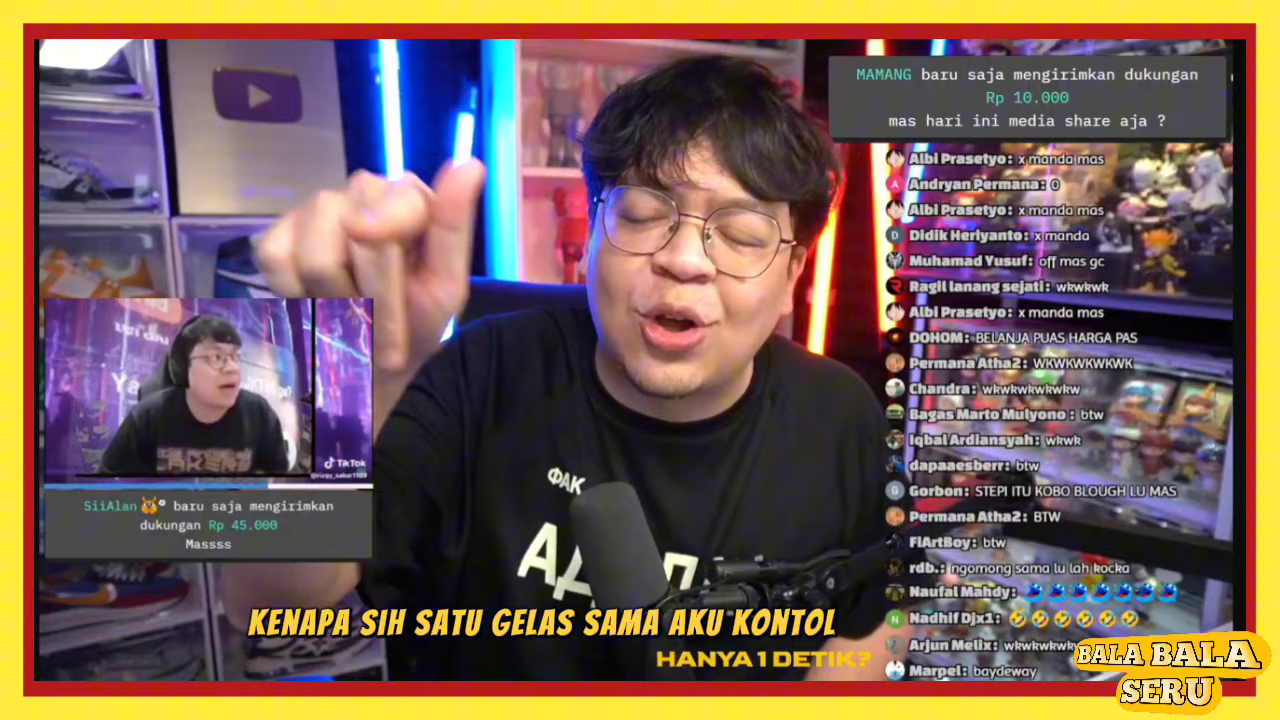 MAMANG baru saja mengirimkan dukungan
Rp 10.000
mas hari ini media share aja ?
Albi Prasetyo: x manda mas
Andryan Permana: O
Albi Prasetyo: x manda mas
Didik Heriyanto: x manda
Muhamad Yusuf: off mas gc
Ragil lanang sejati: wkwkwk
Albi Prasetyo: x manda mas
DOHOM: BELANJA PUAS HARGA PAS
Permana Atha2: WKWKWKWKWK
Chandra: wkwkwkwkwkw
Bagas Marto Mulyono: btw
Iqbal Ardiansyah: wkwk
dapaaesberr: btw
Gorbon: STEPI ITU KOBO BLOUGH LU MAS
Permana Atha2: BTW
FlArtBoy: btw
rdb.: ngomong sama lu lah kocka
Naufal Mahdy:
Nadhif Djx1: 🤣🤣🤣🤣🤣🤣
Arjun Melix: wkwkwkwkw
Marpel: baydeway
TikTok
SiiAlan baru saja mengirimkan
dukungan Rp 45.000
Massss
ФАК
KENAPA SIH SATU GELAS SAMA AKU KONTOL
HANYA 1 DETIK?
BALA BALA
SERU